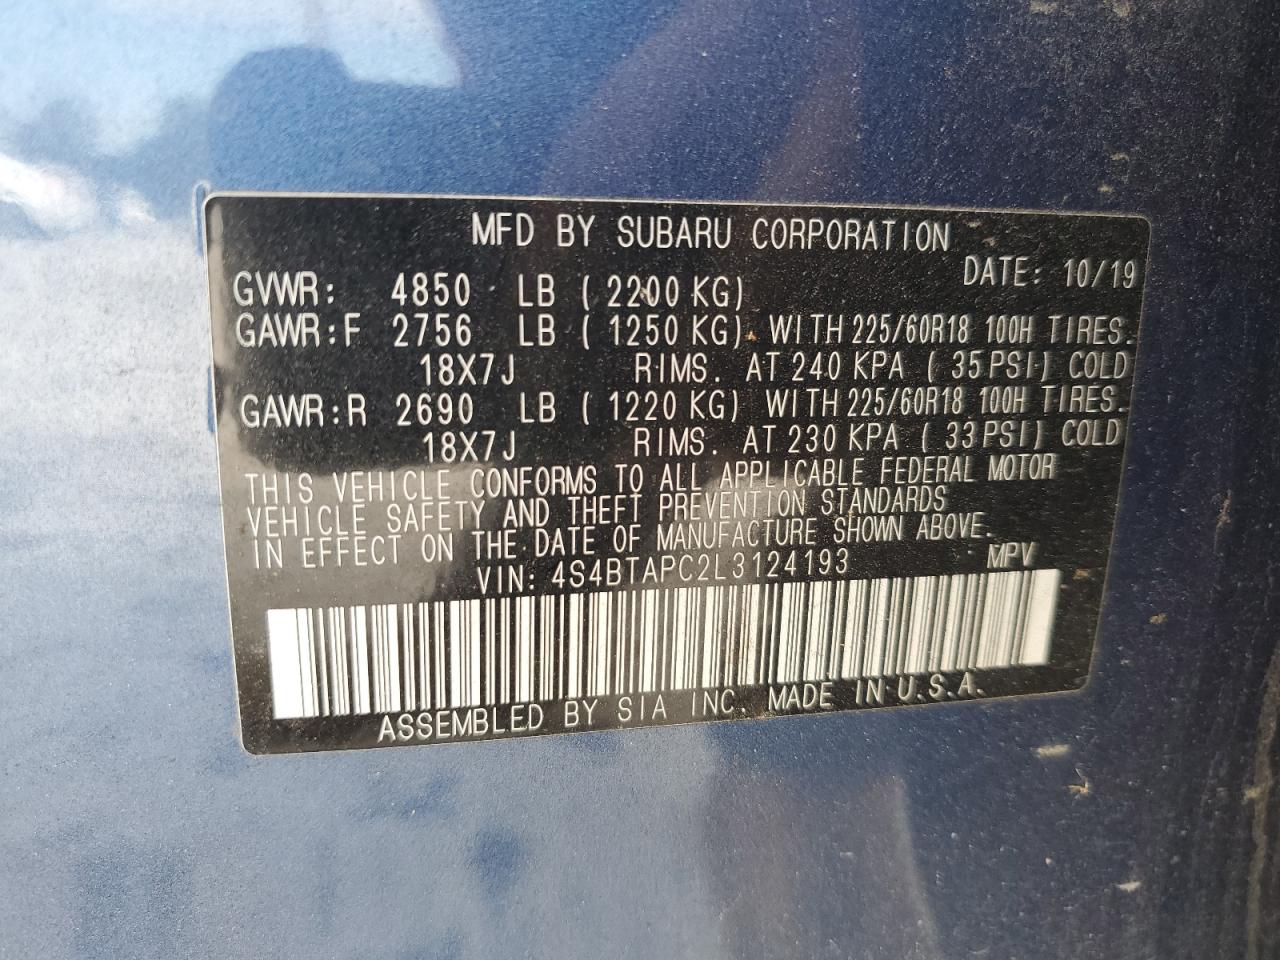 MFD BY SUBARU CORPORATION
DATE: 10/19
GVWR: 4850 LB ( 2200 KG)
GAWR:F 2756 LB ( 1250 KG) WITH 225/60R18 100H TIRES.
18X7J RIMS. AT 240 KPA ( 35 PSI) COLD
GAWR:R 2690 LB ( 1220 KG) WITH 225/60R18 100H TIRES.
18X7J RIMS. AT 230 KPA ( 33 PSI) COLD
THIS VEHICLE CONFORMS TO ALL APPLICABLE FEDERAL MOTOR
VEHICLE SAFETY AND THEFT PREVENTION STANDARDS
IN EFFECT ON THE DATE OF MANUFACTURE SHOWN ABOVE.
VIN: 4S4BTAPC2L3124193 MPV
ASSEMBLED BY SIA INC. MADE IN U.S.A.